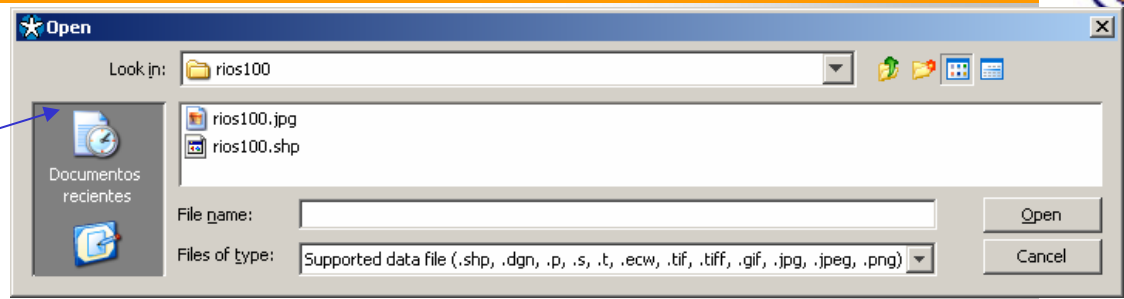 Open
Look in: rios100
rios100.jpg
rios100.shp
Documentos
recientes
File name:
Open
Files of type: Supported data file (.shp, .dgn, .p, .s, .t, .ecw, .tif, .tiff, .gif, .jpg, .jpeg, .png)
Cancel